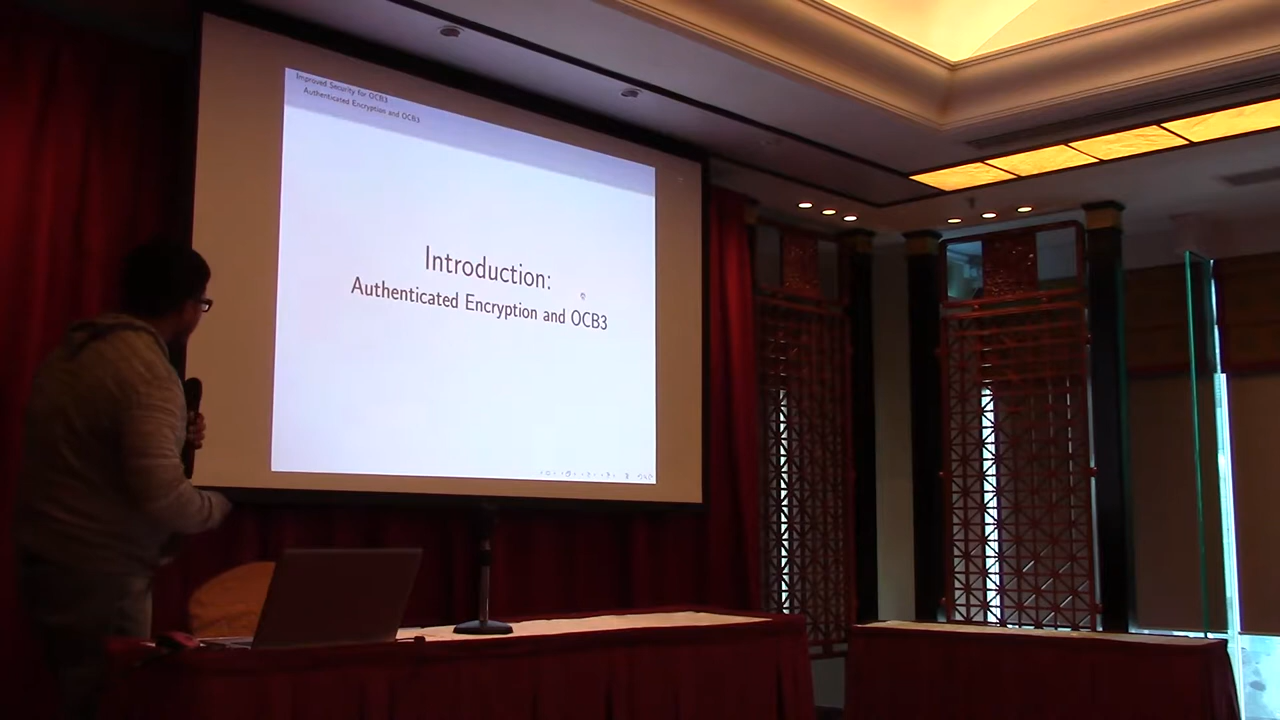 Improved Security for OCB3
Authenticated Encryption and OCB3
Introduction:
Authenticated Encryption and OCB3